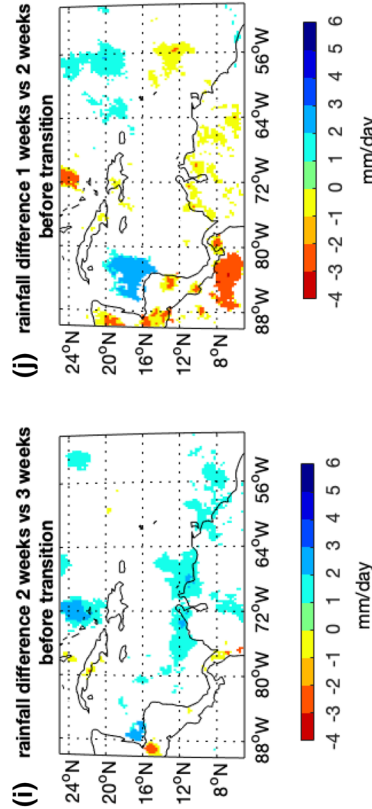 (i)
rainfall difference 2 weeks vs 3 weeks
before transition
24°N
20°N
16°N
12°N
8°N
88°W 80°W 72°W 64°W 56°W
-4 -3 -2 -1 0 1 2 3 4 5 6
mm/day
(j)
rainfall difference 1 weeks vs 2 weeks
before transition
24°N
20°N
16°N
12°N
8°N
88°W 80°W 72°W 64°W 56°W
-4 -3 -2 -1 0 1 2 3 4 5 6
mm/day